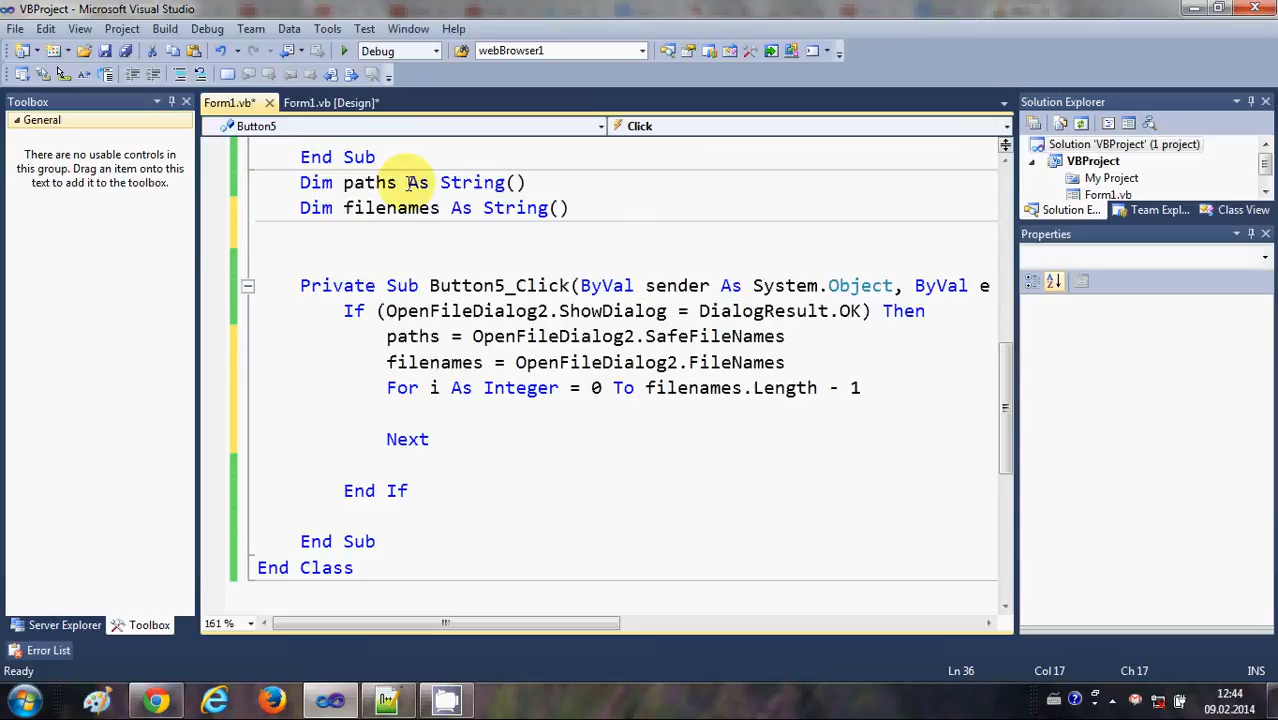 VBProject - Microsoft Visual Studio
File Edit View Project Build Debug Team Data Tools Test Window Help
Debug webBrowser1
Toolbox
General
There are no usable controls in
this group. Drag an item onto this
text to add it to the toolbox.
Server Explorer Toolbox
Form1.vb* Form1.vb [Design]*
Button5 Click
End Sub
Dim paths As String()
Dim filenames As String()
Private Sub Button5_Click(ByVal sender As System.Object, ByVal e
If (OpenFileDialog2.ShowDialog = DialogResult.OK) Then
paths = OpenFileDialog2.SafeFileNames
filenames = OpenFileDialog2.FileNames
For i As Integer = 0 To filenames.Length - 1
Next
End If
End Sub
End Class
161 %
Solution Explorer
Solution 'VBProject' (1 project)
VBProject
My Project
Form1.vb
Solution E... Team Expl... Class View
Properties
Error List
Ready Ln 36 Col 17 Ch 17 INS
12:44
09.02.2014